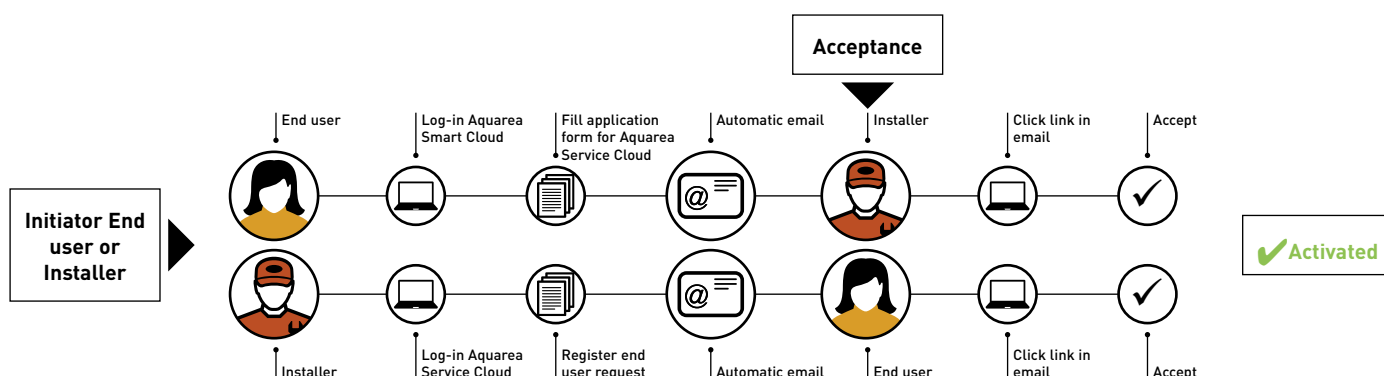 Acceptance
End user
Log-in Aquarea
Smart Cloud
Fill application
form for Aquarea
Service Cloud
Automatic email
Installer
Click link in
email
Accept
@
Initiator End
user or
Installer
Activated
@
Installer
Log-in Aquarea
Service Cloud
Register end
user request
Automatic email
End user
Click link in
email
Accept